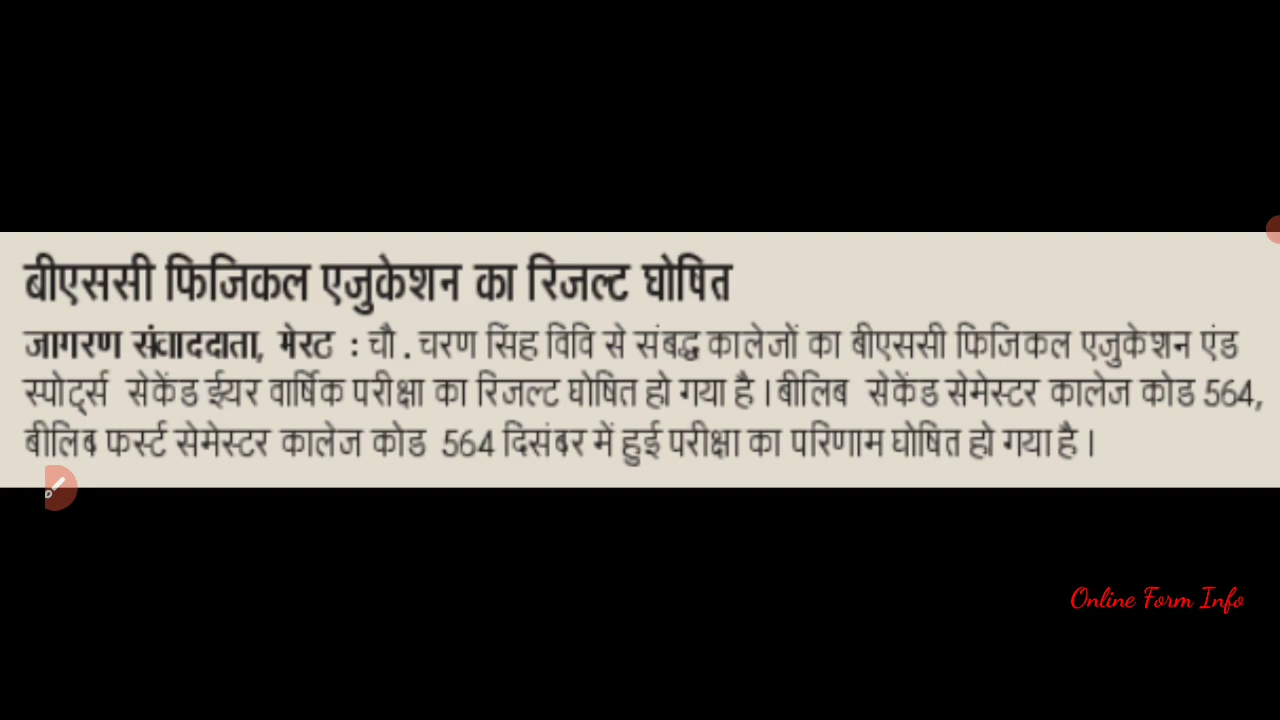 बीएससी फिजिकल एजुकेशन का रिजल्ट घोषित
जागरण संवाददाता, मेरठ : चौ. चरण सिंह विवि से संबद्ध कालेजों का बीएससी फिजिकल एजुकेशन एंड
स्पोर्ट्स सेकेंड ईयर वार्षिक परीक्षा का रिजल्ट घोषित हो गया है। बीलिब सेकेंड सेमेस्टर कालेज कोड 564,
बीलिब फर्स्ट सेमेस्टर कालेज कोड 564 दिसंबर में हुई परीक्षा का परिणाम घोषित हो गया है।
Online Form Info